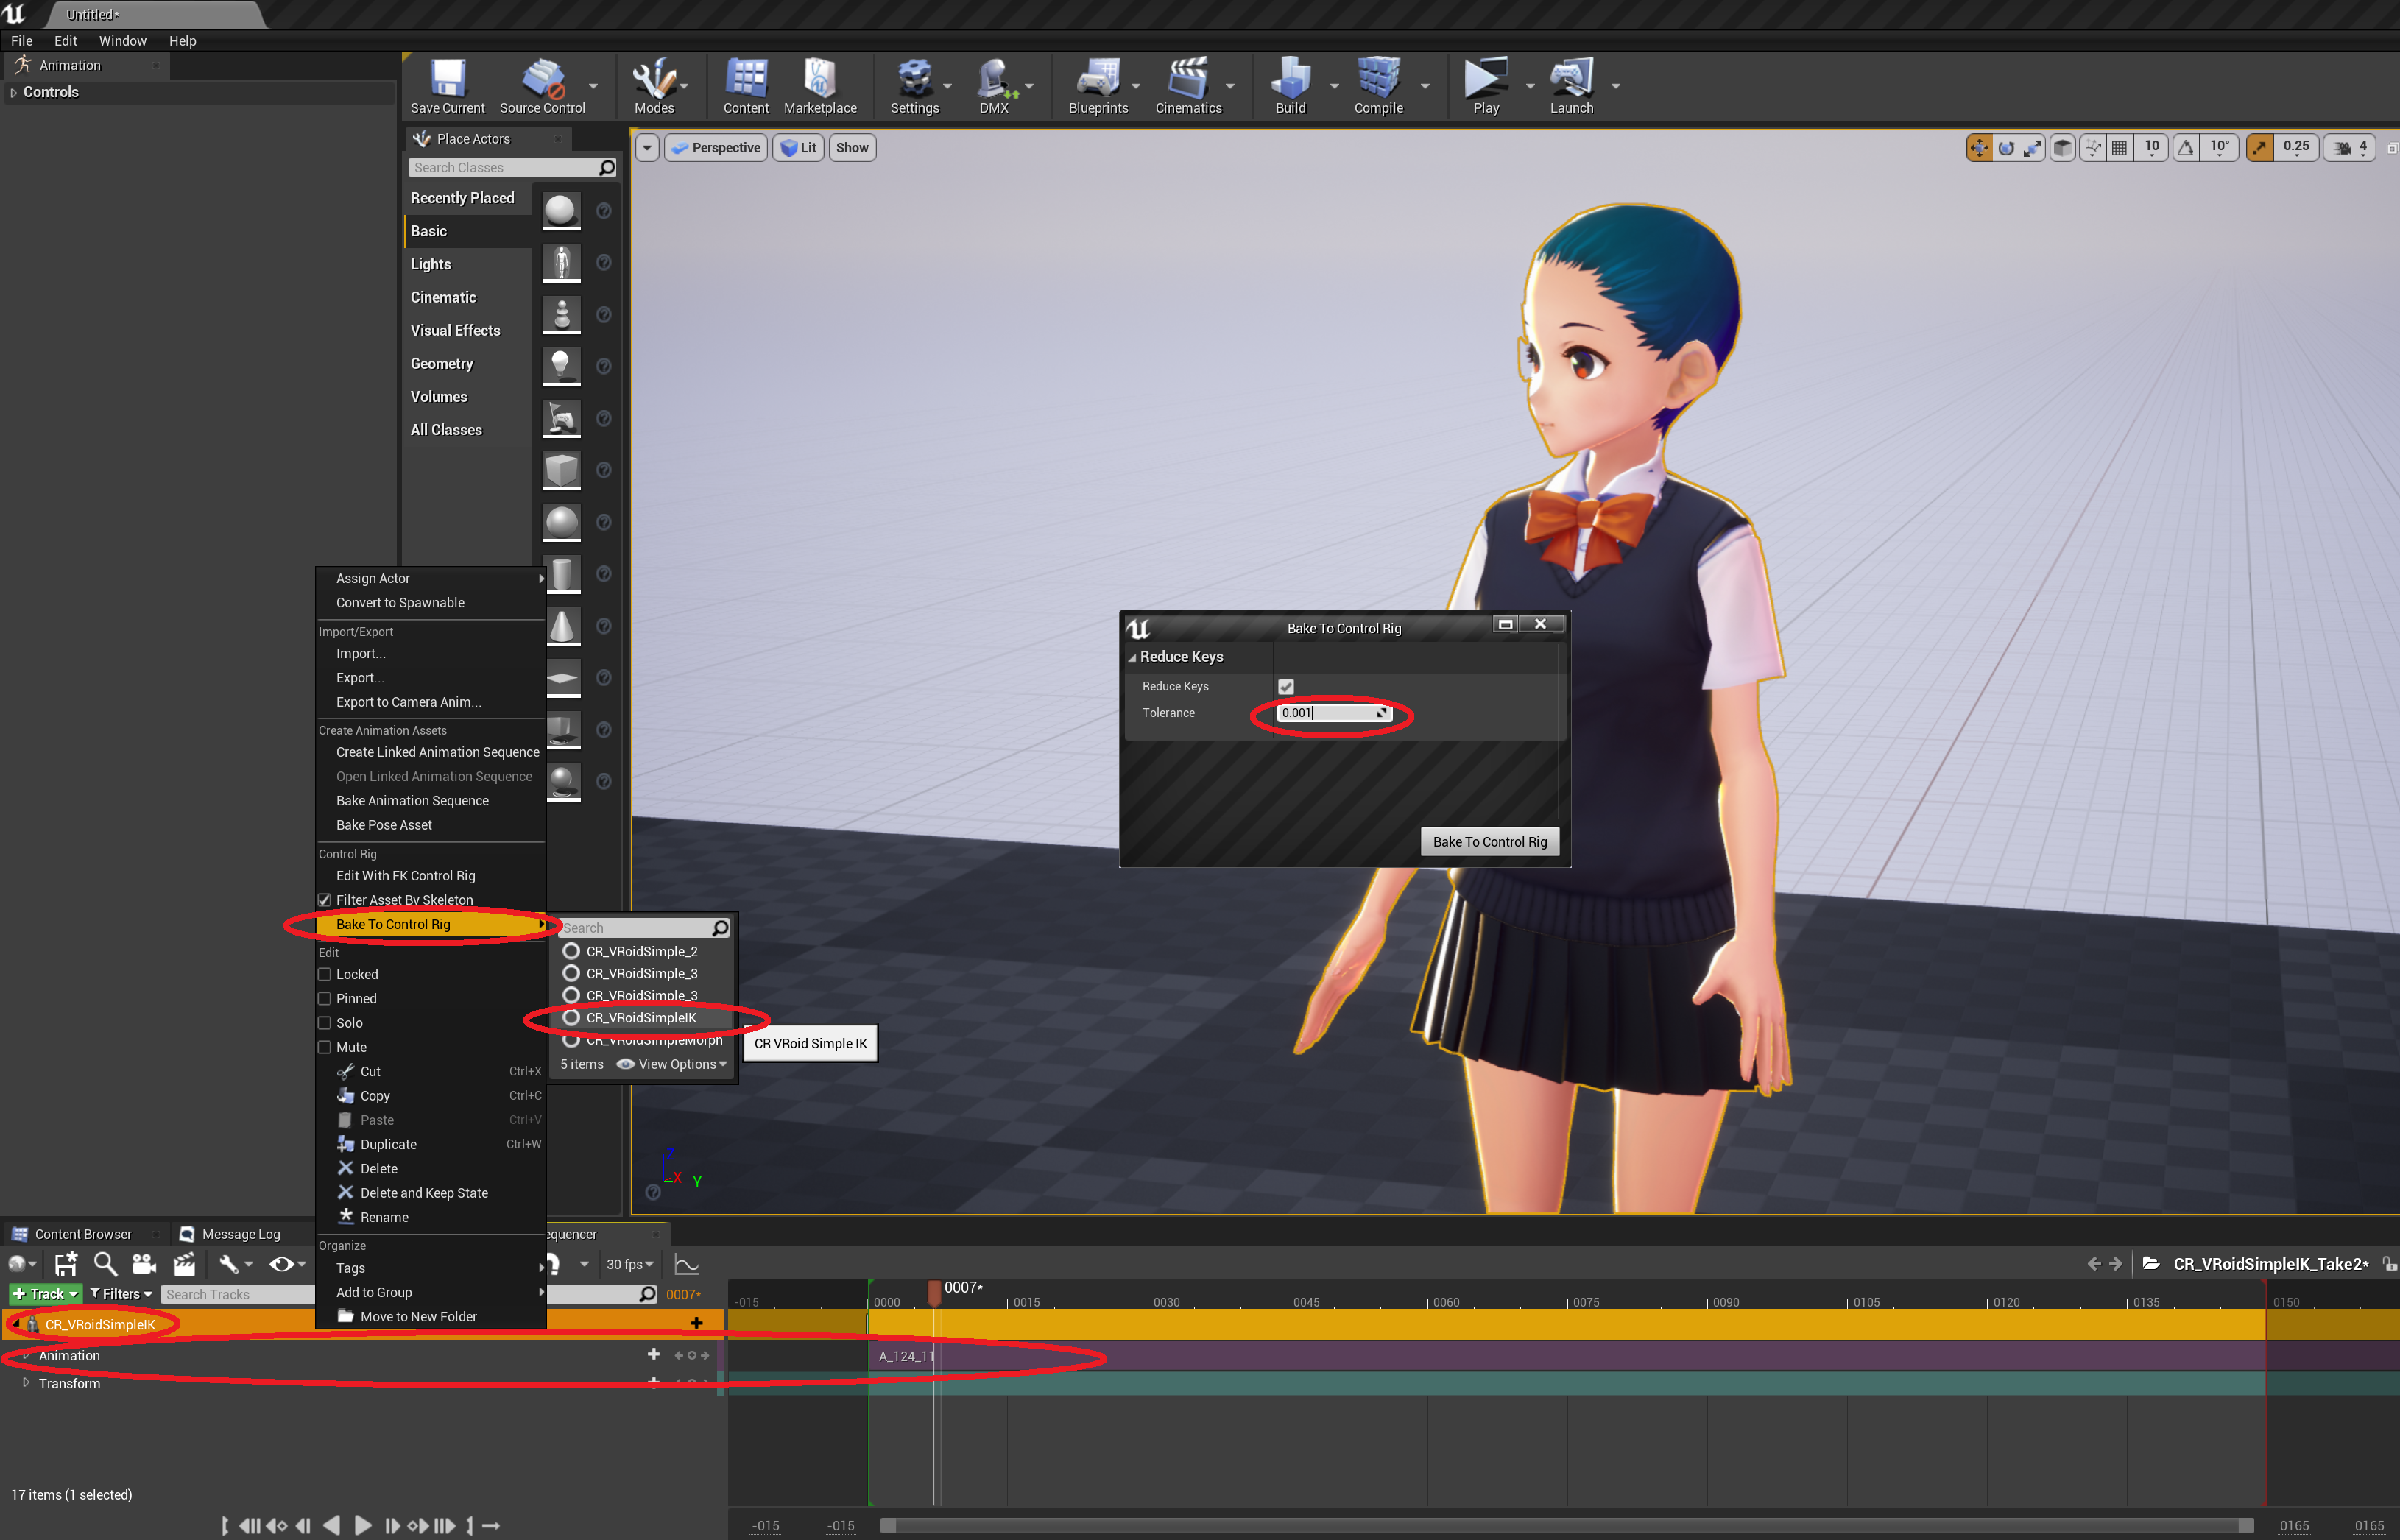 Untitled*
File Edit Window Help
Animation
Controls
Save Current Source Control Modes Content Marketplace Settings DMX Blueprints Cinematics Build Compile Play Launch
Place Actors
Search Classes
Recently Placed
Basic
Lights
Cinematic
Visual Effects
Geometry
Volumes
All Classes
Perspective Lit Show
10 10° 0.25 4
Assign Actor
Convert to Spawnable
Import/Export
Import...
Export...
Export to Camera Anim...
Create Animation Assets
Create Linked Animation Sequence
Open Linked Animation Sequence
Bake Animation Sequence
Bake Pose Asset
Control Rig
Edit With FK Control Rig
Filter Asset By Skeleton
Bake To Control Rig
Edit
Locked
Pinned
Solo
Mute
Cut Ctrl+X
Copy Ctrl+C
Paste Ctrl+V
Duplicate Ctrl+W
Delete
Delete and Keep State
Rename
Organize
Tags
Add to Group
Move to New Folder
Search
CR_VRoidSimple_2
CR_VRoidSimple_3
CR_VRoidSimple_3
CR_VRoidSimpleIK
CR_VRoidSimpleMorph
5 items View Options
CR VRoid Simple IK
Bake To Control Rig
Reduce Keys
Reduce Keys
Tolerance 0.001
Bake To Control Rig
Z
X
Y
Content Browser Message Log equencer
30 fps
CR_VRoidSimpleIK_Take2*
Track Filters Search Tracks 0007*
0007*
-015 0000 0015 0030 0045 0060 0075 0090 0105 0120 0135 0150
CR_VRoidSimpleIK
Animation
A_124_11
Transform
17 items (1 selected)
-015 -015 0165 0165